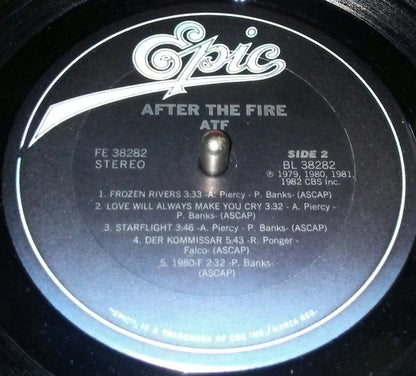 Epic
AFTER THE FIRE
ATF
FE 38282
STEREO
SIDE 2
BL 38282
℗ 1979, 1980, 1981,
1982 CBS Inc.
1. FROZEN RIVERS 3:33 -A. Piercy - P. Banks- (ASCAP)
2. LOVE WILL ALWAYS MAKE YOU CRY 3:32 - A. Piercy -
P. Banks- (ASCAP)
3. STARFLIGHT 3:46 -A. Piercy - P. Banks- (ASCAP)
4. DER KOMMISSAR 5:43 -R. Ponger -
Falco- (ASCAP)
5. 1980-F 2:32 -P. Banks-
(ASCAP)
"EPIC", IS A TRADEMARK OF CBS INC./MARCA REG.